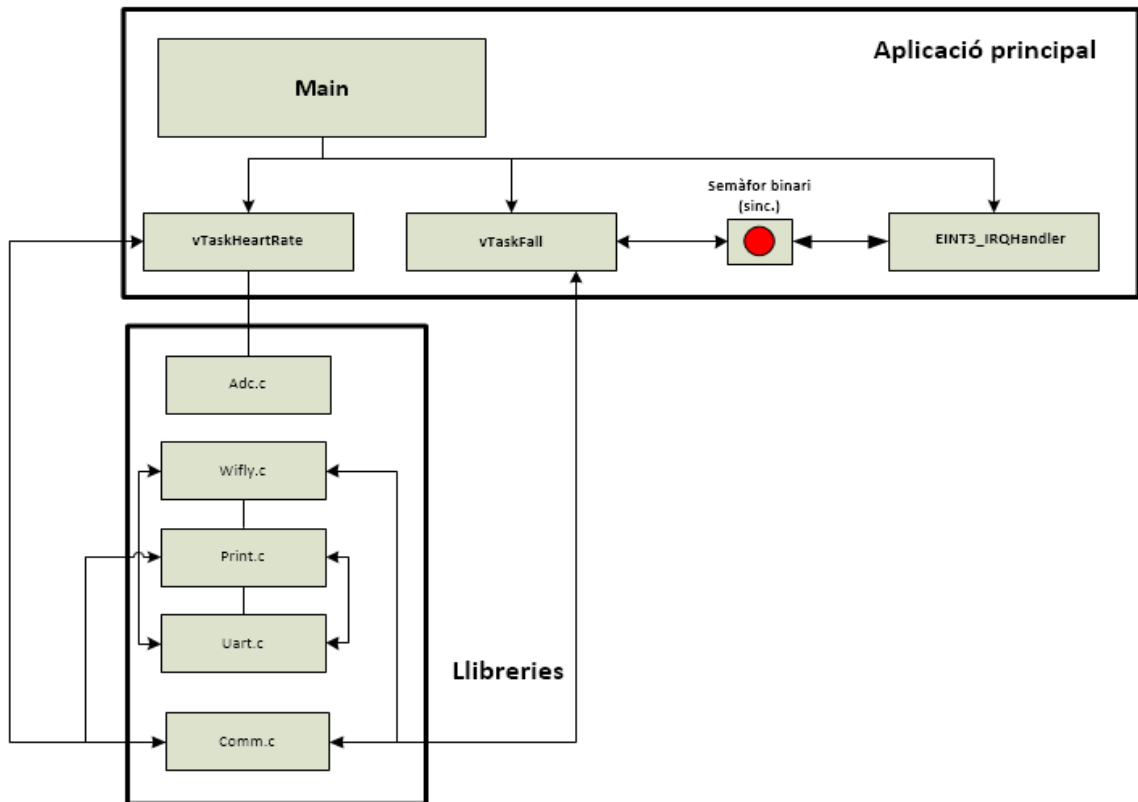 Aplicació principal
Main
Semàfor binari
(sinc.)
vTaskHeartRate
vTaskFall
EINT3_IRQHandler
Adc.c
Wifly.c
Print.c
Uart.c
Llibreries
Comm.c